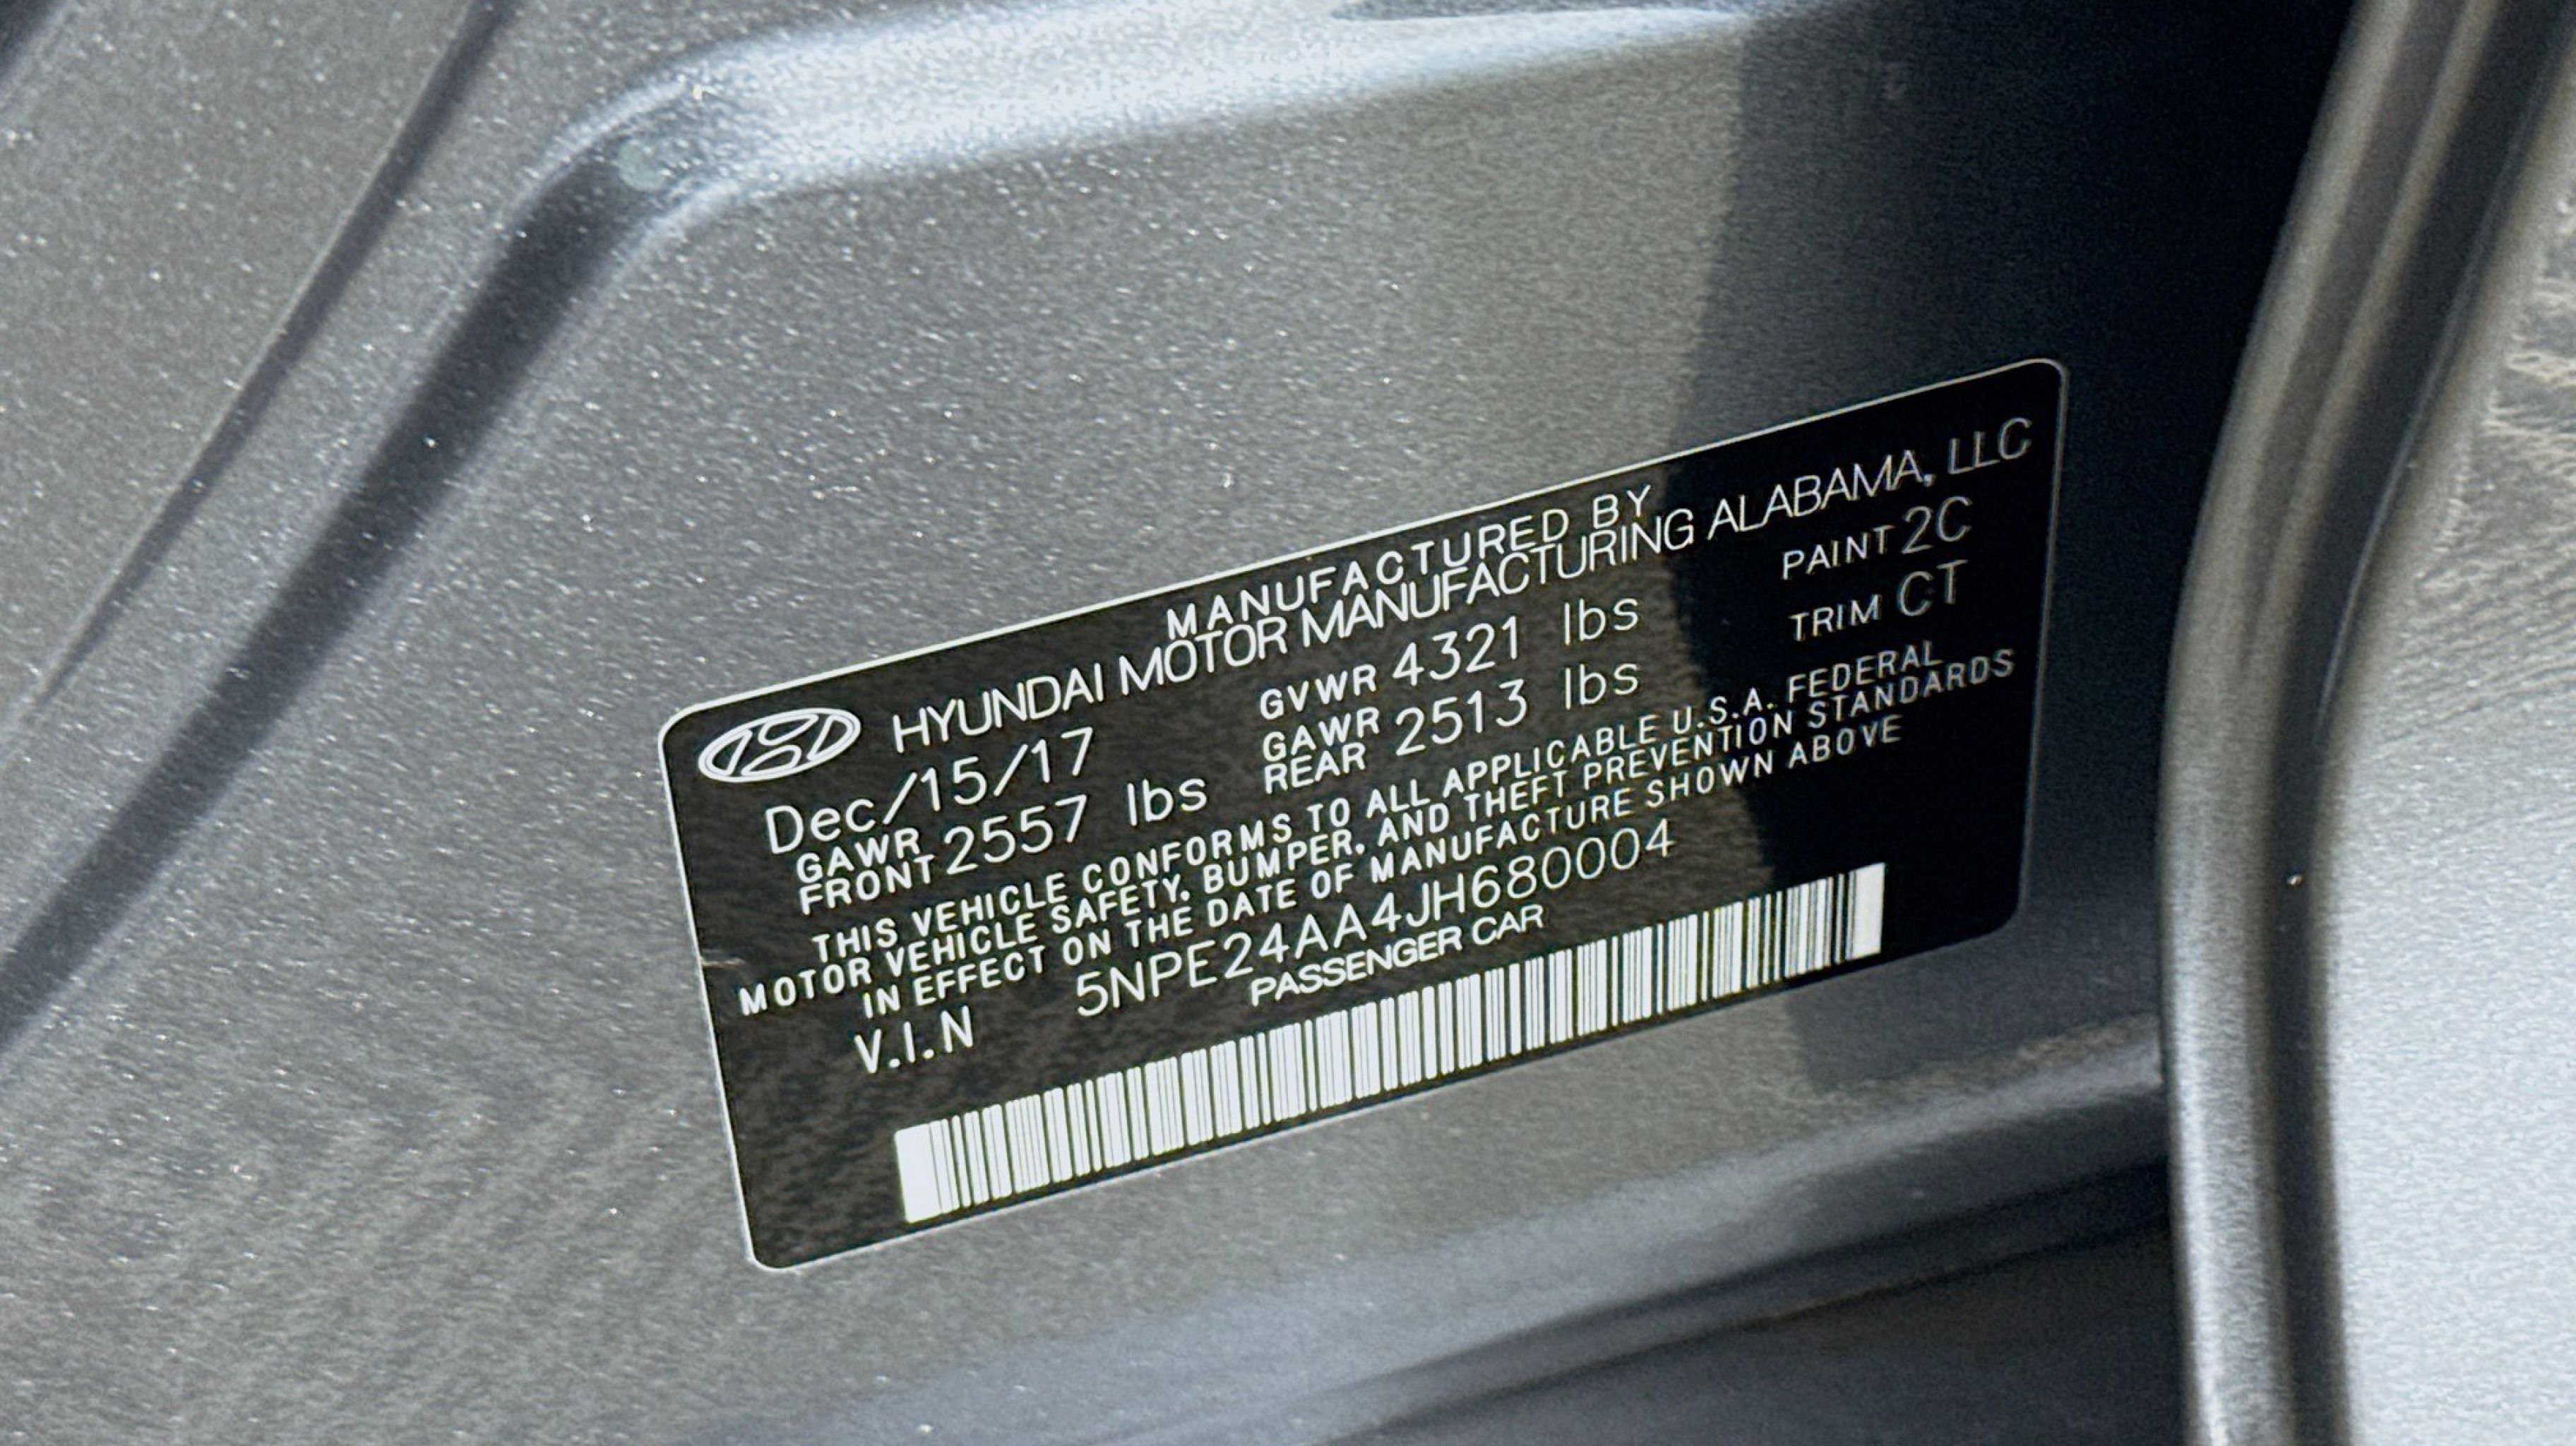 MANUFACTURED BY
HYUNDAI MOTOR MANUFACTURING ALABAMA, LLC
Dec/15/17 GVWR 4321 lbs PAINT 2C
GAWR FRONT 2557 lbs GAWR REAR 2513 lbs TRIM CT
THIS VEHICLE CONFORMS TO ALL APPLICABLE U.S.A. FEDERAL
MOTOR VEHICLE SAFETY, BUMPER, AND THEFT PREVENTION STANDARDS
IN EFFECT ON THE DATE OF MANUFACTURE SHOWN ABOVE
V.I.N 5NPE24AA4JH680004
PASSENGER CAR